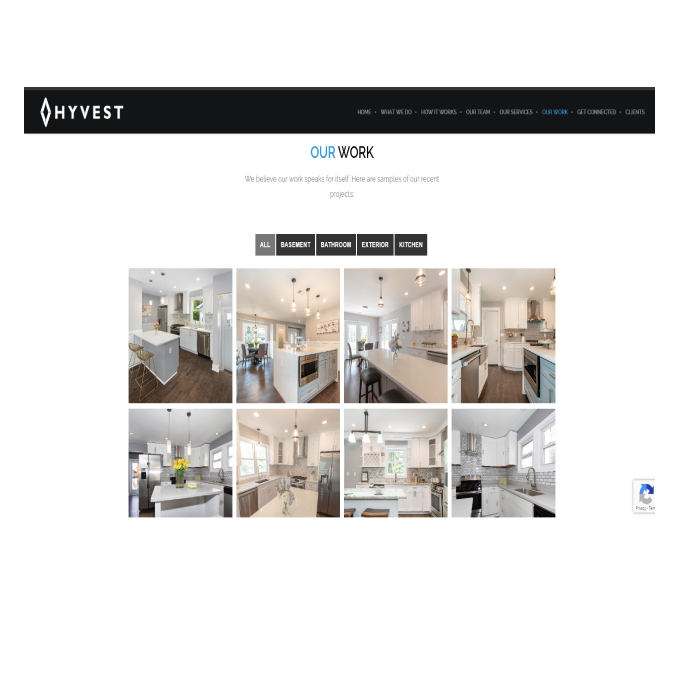 HYVEST
HOME • WHAT WE DO • HOW IT WORKS • OUR TEAM • OUR SERVICES • OUR WORK • GET CONNECTED • CLIENTS
OUR WORK
We believe our work speaks for itself. Here are samples of our recent
projects:
ALL BASEMENT BATHROOM EXTERIOR KITCHEN
Privacy - Ter